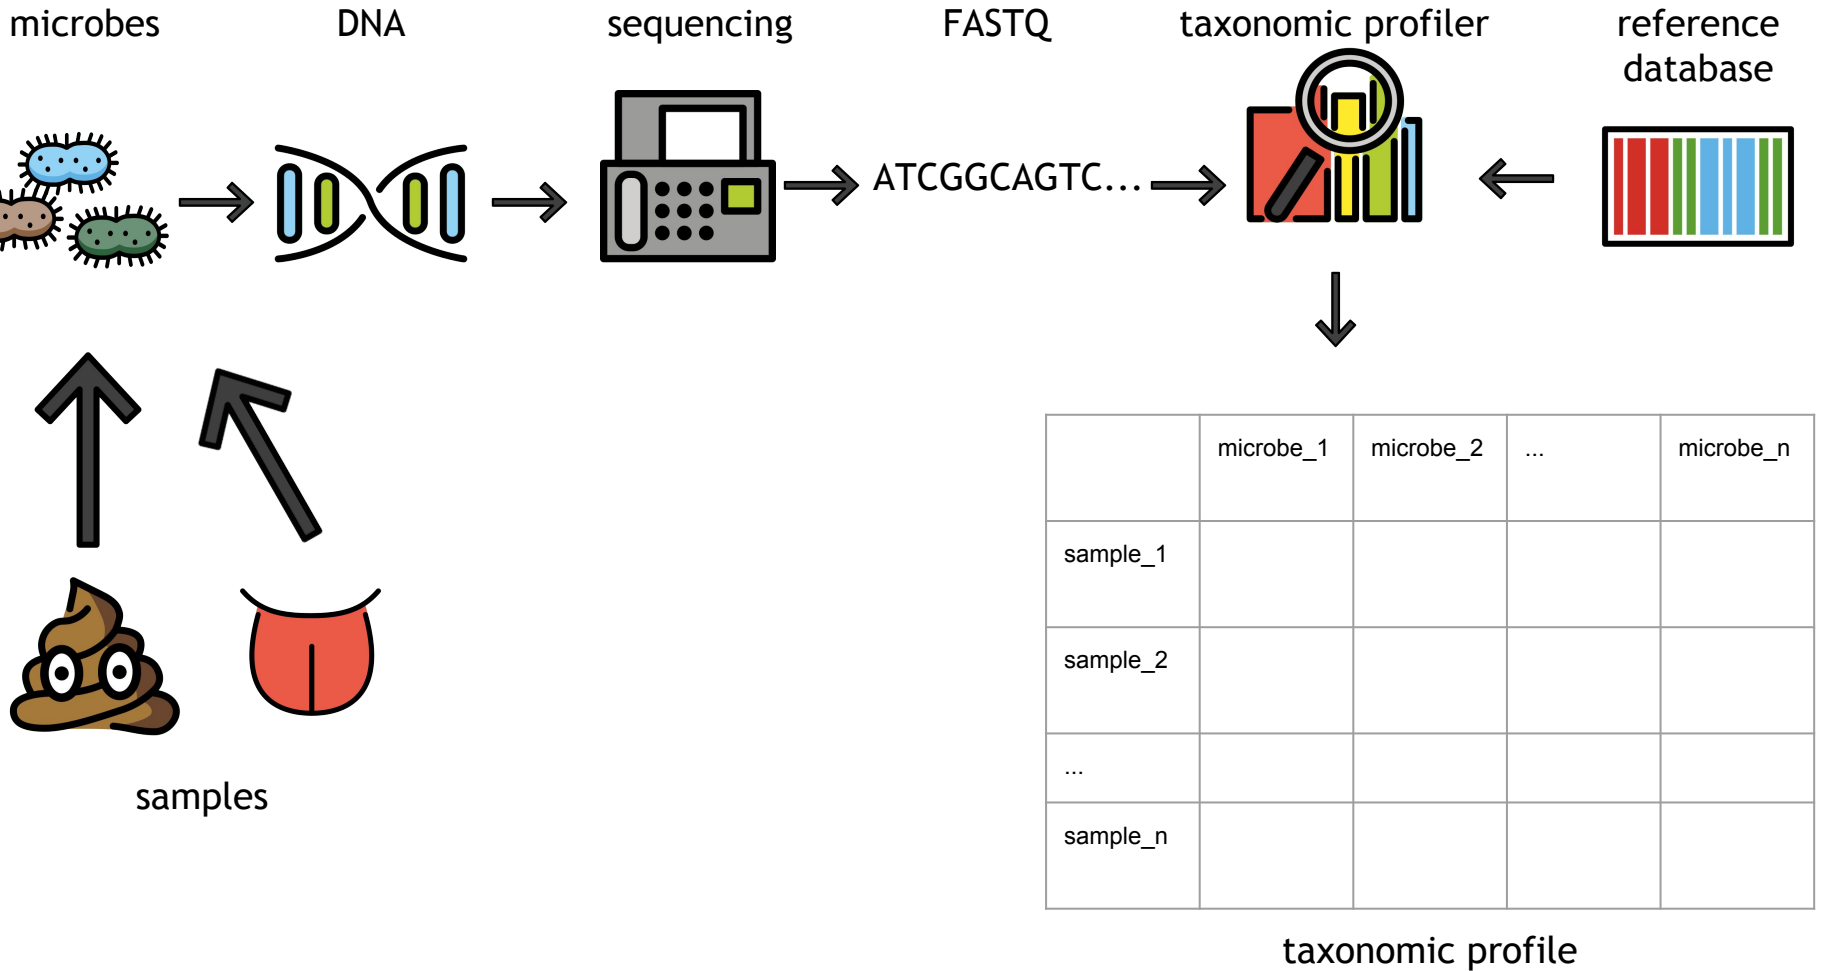 microbes
DNA
sequencing
FASTQ
taxonomic profiler
reference
database
ATCGGCAGTC...
microbe_1
microbe_2
...
microbe_n
sample_1
sample_2
...
sample_n
samples
taxonomic profile